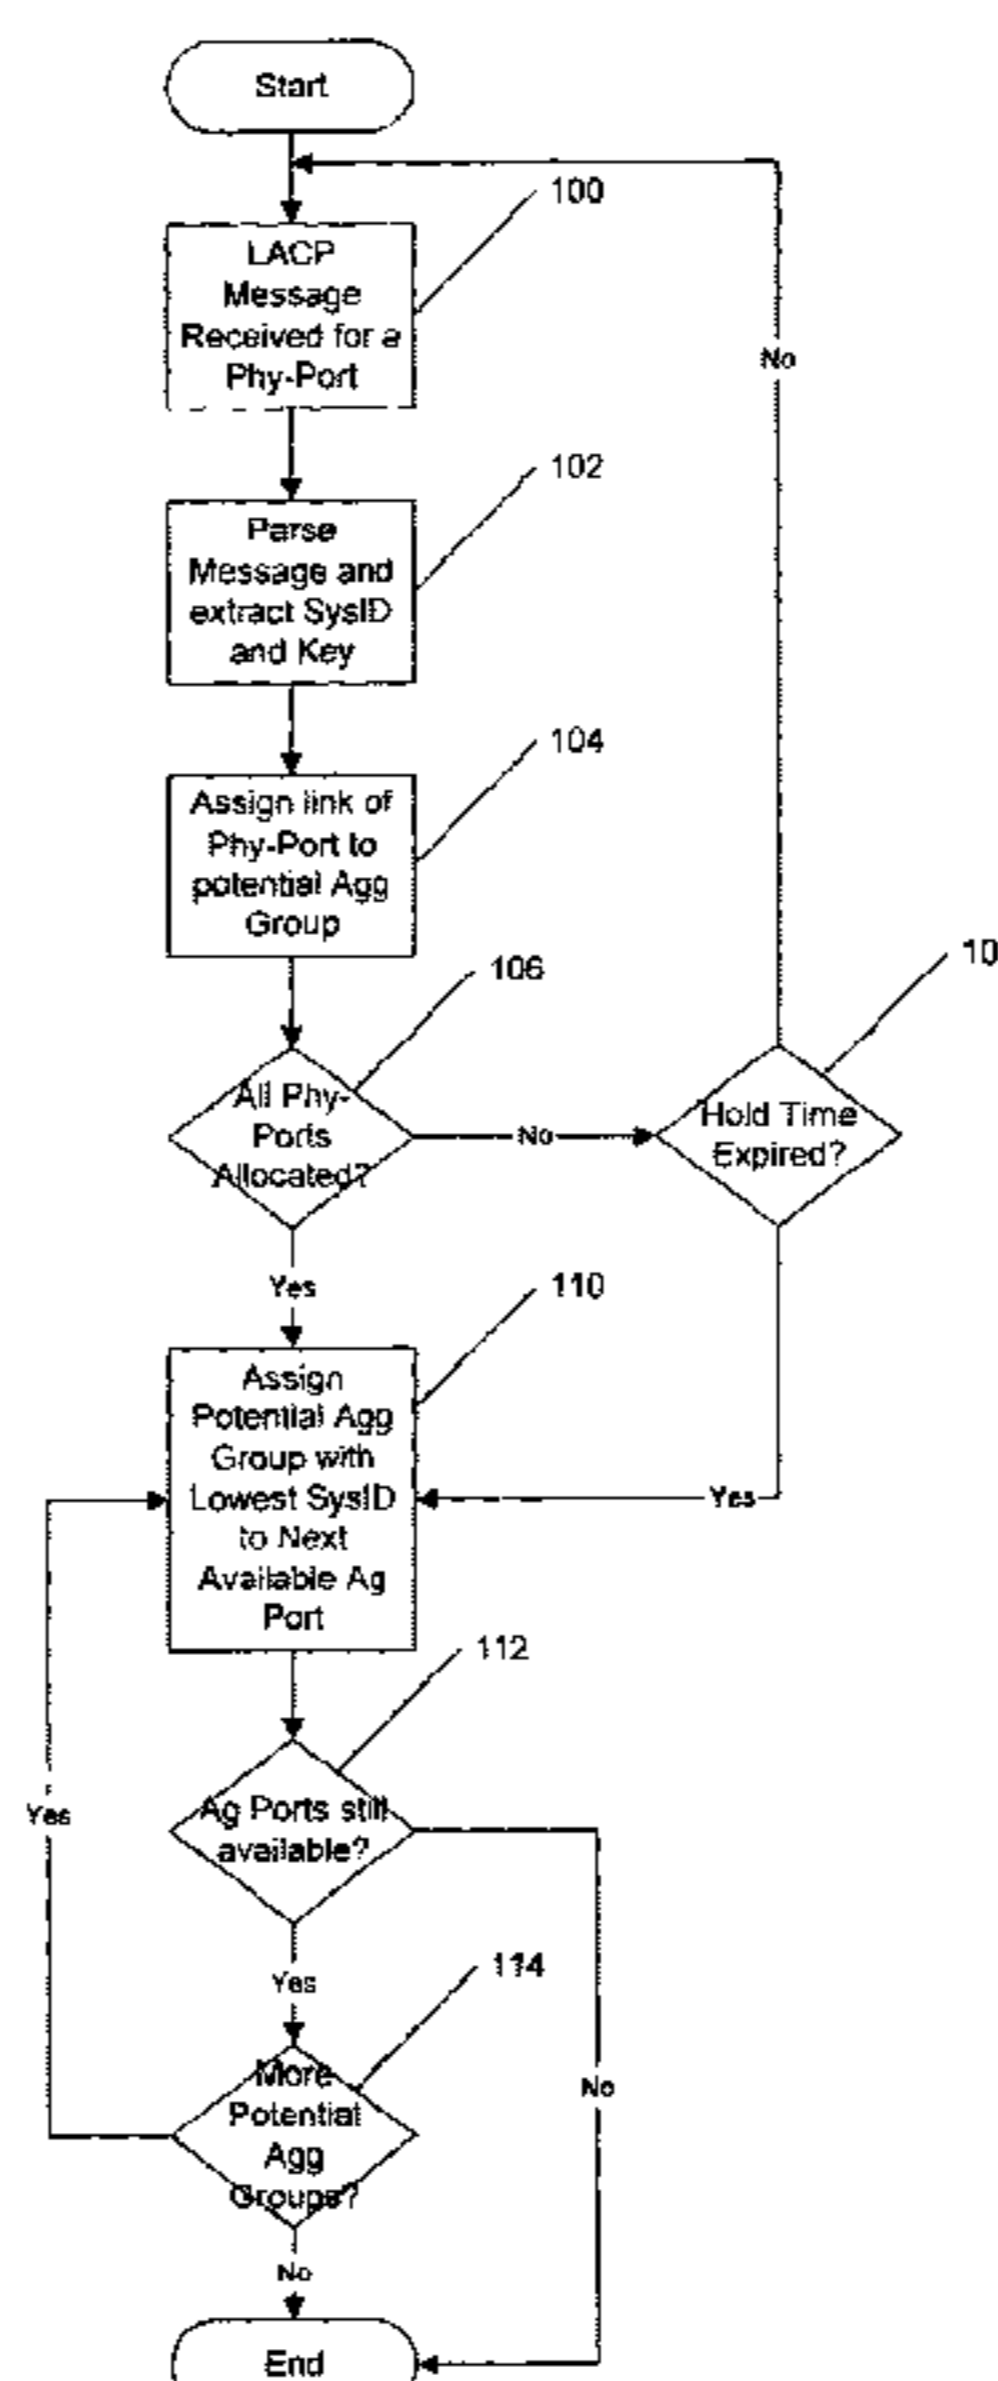 Start
100
LACP
Message
Received for a
Phy-Port
No
102
Parse
Message and
extract SysID
and Key
104
Assign link of
Phy-Port to
potential Agg
Group
106
10
All Phy-
Ports
Allocated?
No
Hold Time
Expired?
Yes
110
Assign
Potential Agg
Group with
Lowest SysID
to Next
Available Ag
Port
Yes
112
Ag Ports still
available?
Yes
Yes
114
More
Potential
Agg
Groups?
No
No
End